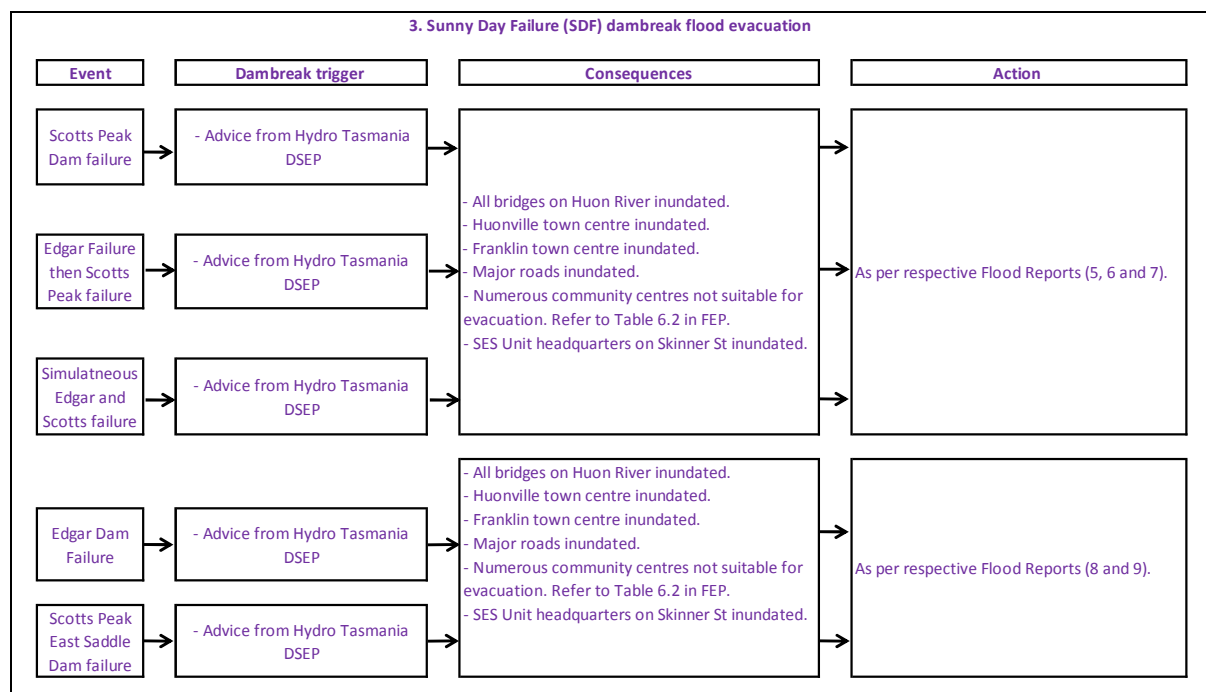 3. Sunny Day Failure (SDF) dambreak flood evacuation
Event
Dambreak trigger
Consequences
Action
Scotts Peak
Dam failure
- Advice from Hydro Tasmania
DSEP
Edgar Failure
then Scotts
Peak failure
- Advice from Hydro Tasmania
DSEP
Simulatneous
Edgar and
Scotts failure
- Advice from Hydro Tasmania
DSEP
- All bridges on Huon River inundated.
- Huonville town centre inundated.
- Franklin town centre inundated.
- Major roads inundated.
- Numerous community centres not suitable for
evacuation. Refer to Table 6.2 in FEP.
- SES Unit headquarters on Skinner St inundated.
As per respective Flood Reports (5, 6 and 7).
Edgar Dam
Failure
- Advice from Hydro Tasmania
DSEP
Scotts Peak
East Saddle
Dam failure
- Advice from Hydro Tasmania
DSEP
- All bridges on Huon River inundated.
- Huonville town centre inundated.
- Franklin town centre inundated.
- Major roads inundated.
- Numerous community centres not suitable for
evacuation. Refer to Table 6.2 in FEP.
- SES Unit headquarters on Skinner St inundated.
As per respective Flood Reports (8 and 9).